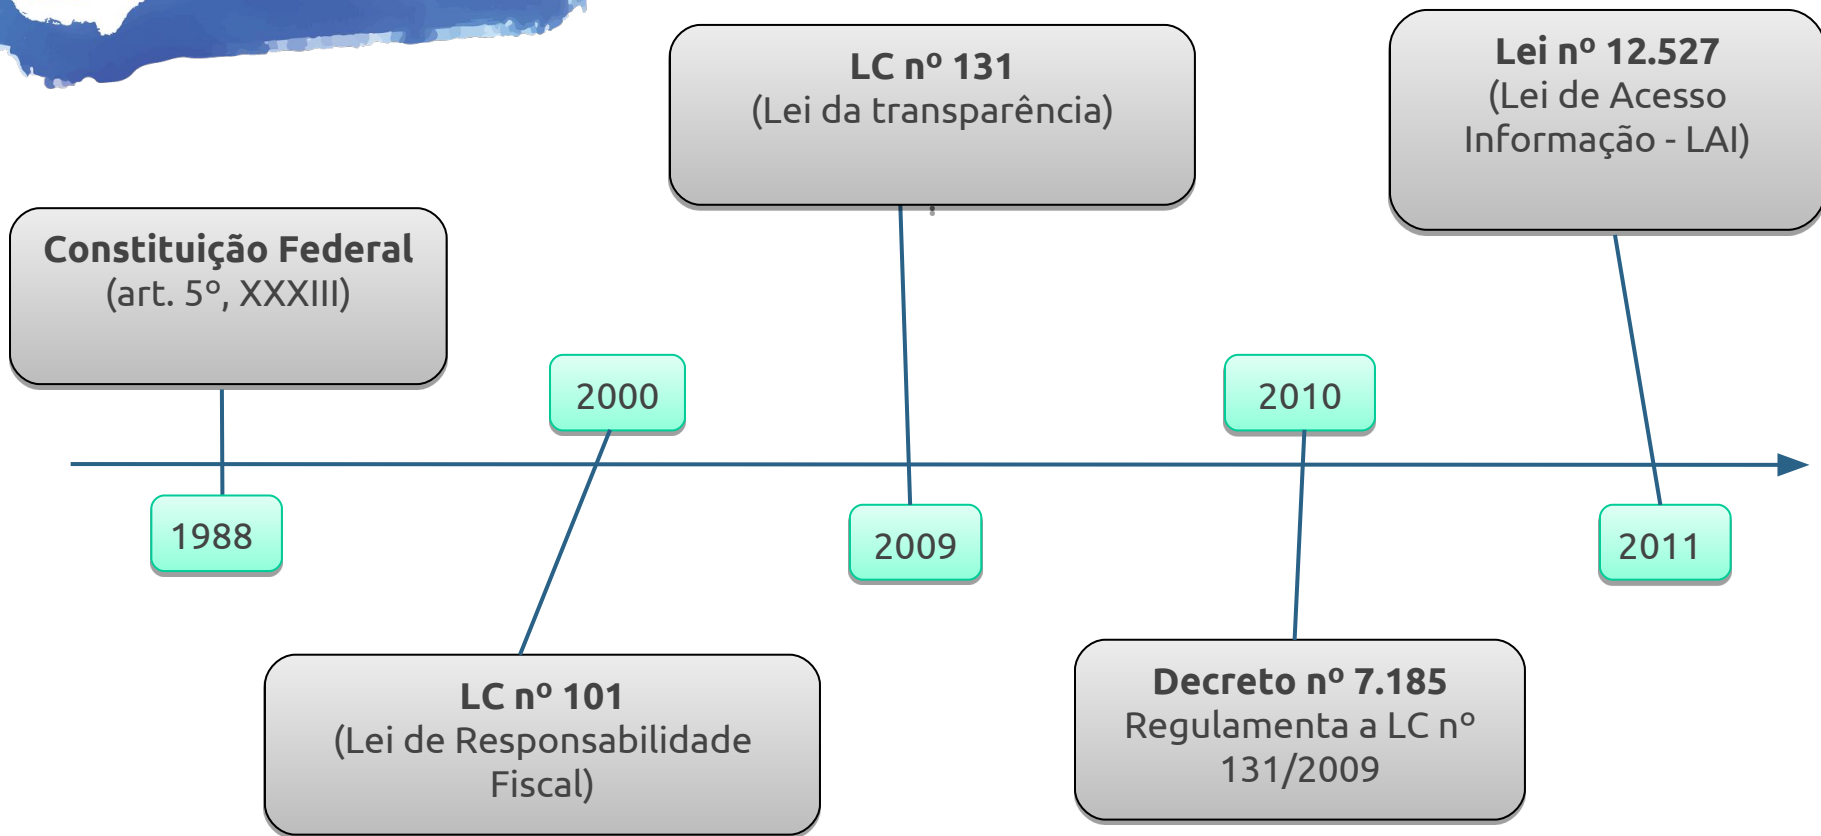 LC nº 131
(Lei da transparência)
Lei nº 12.527
(Lei de Acesso
Informação - LAI)
Constituição Federal
(art. 5º, XXXIII)
2000
2010
1988
2009
2011
LC nº 101
(Lei de Responsabilidade
Fiscal)
Decreto nº 7.185
Regulamenta a LC nº
131/2009